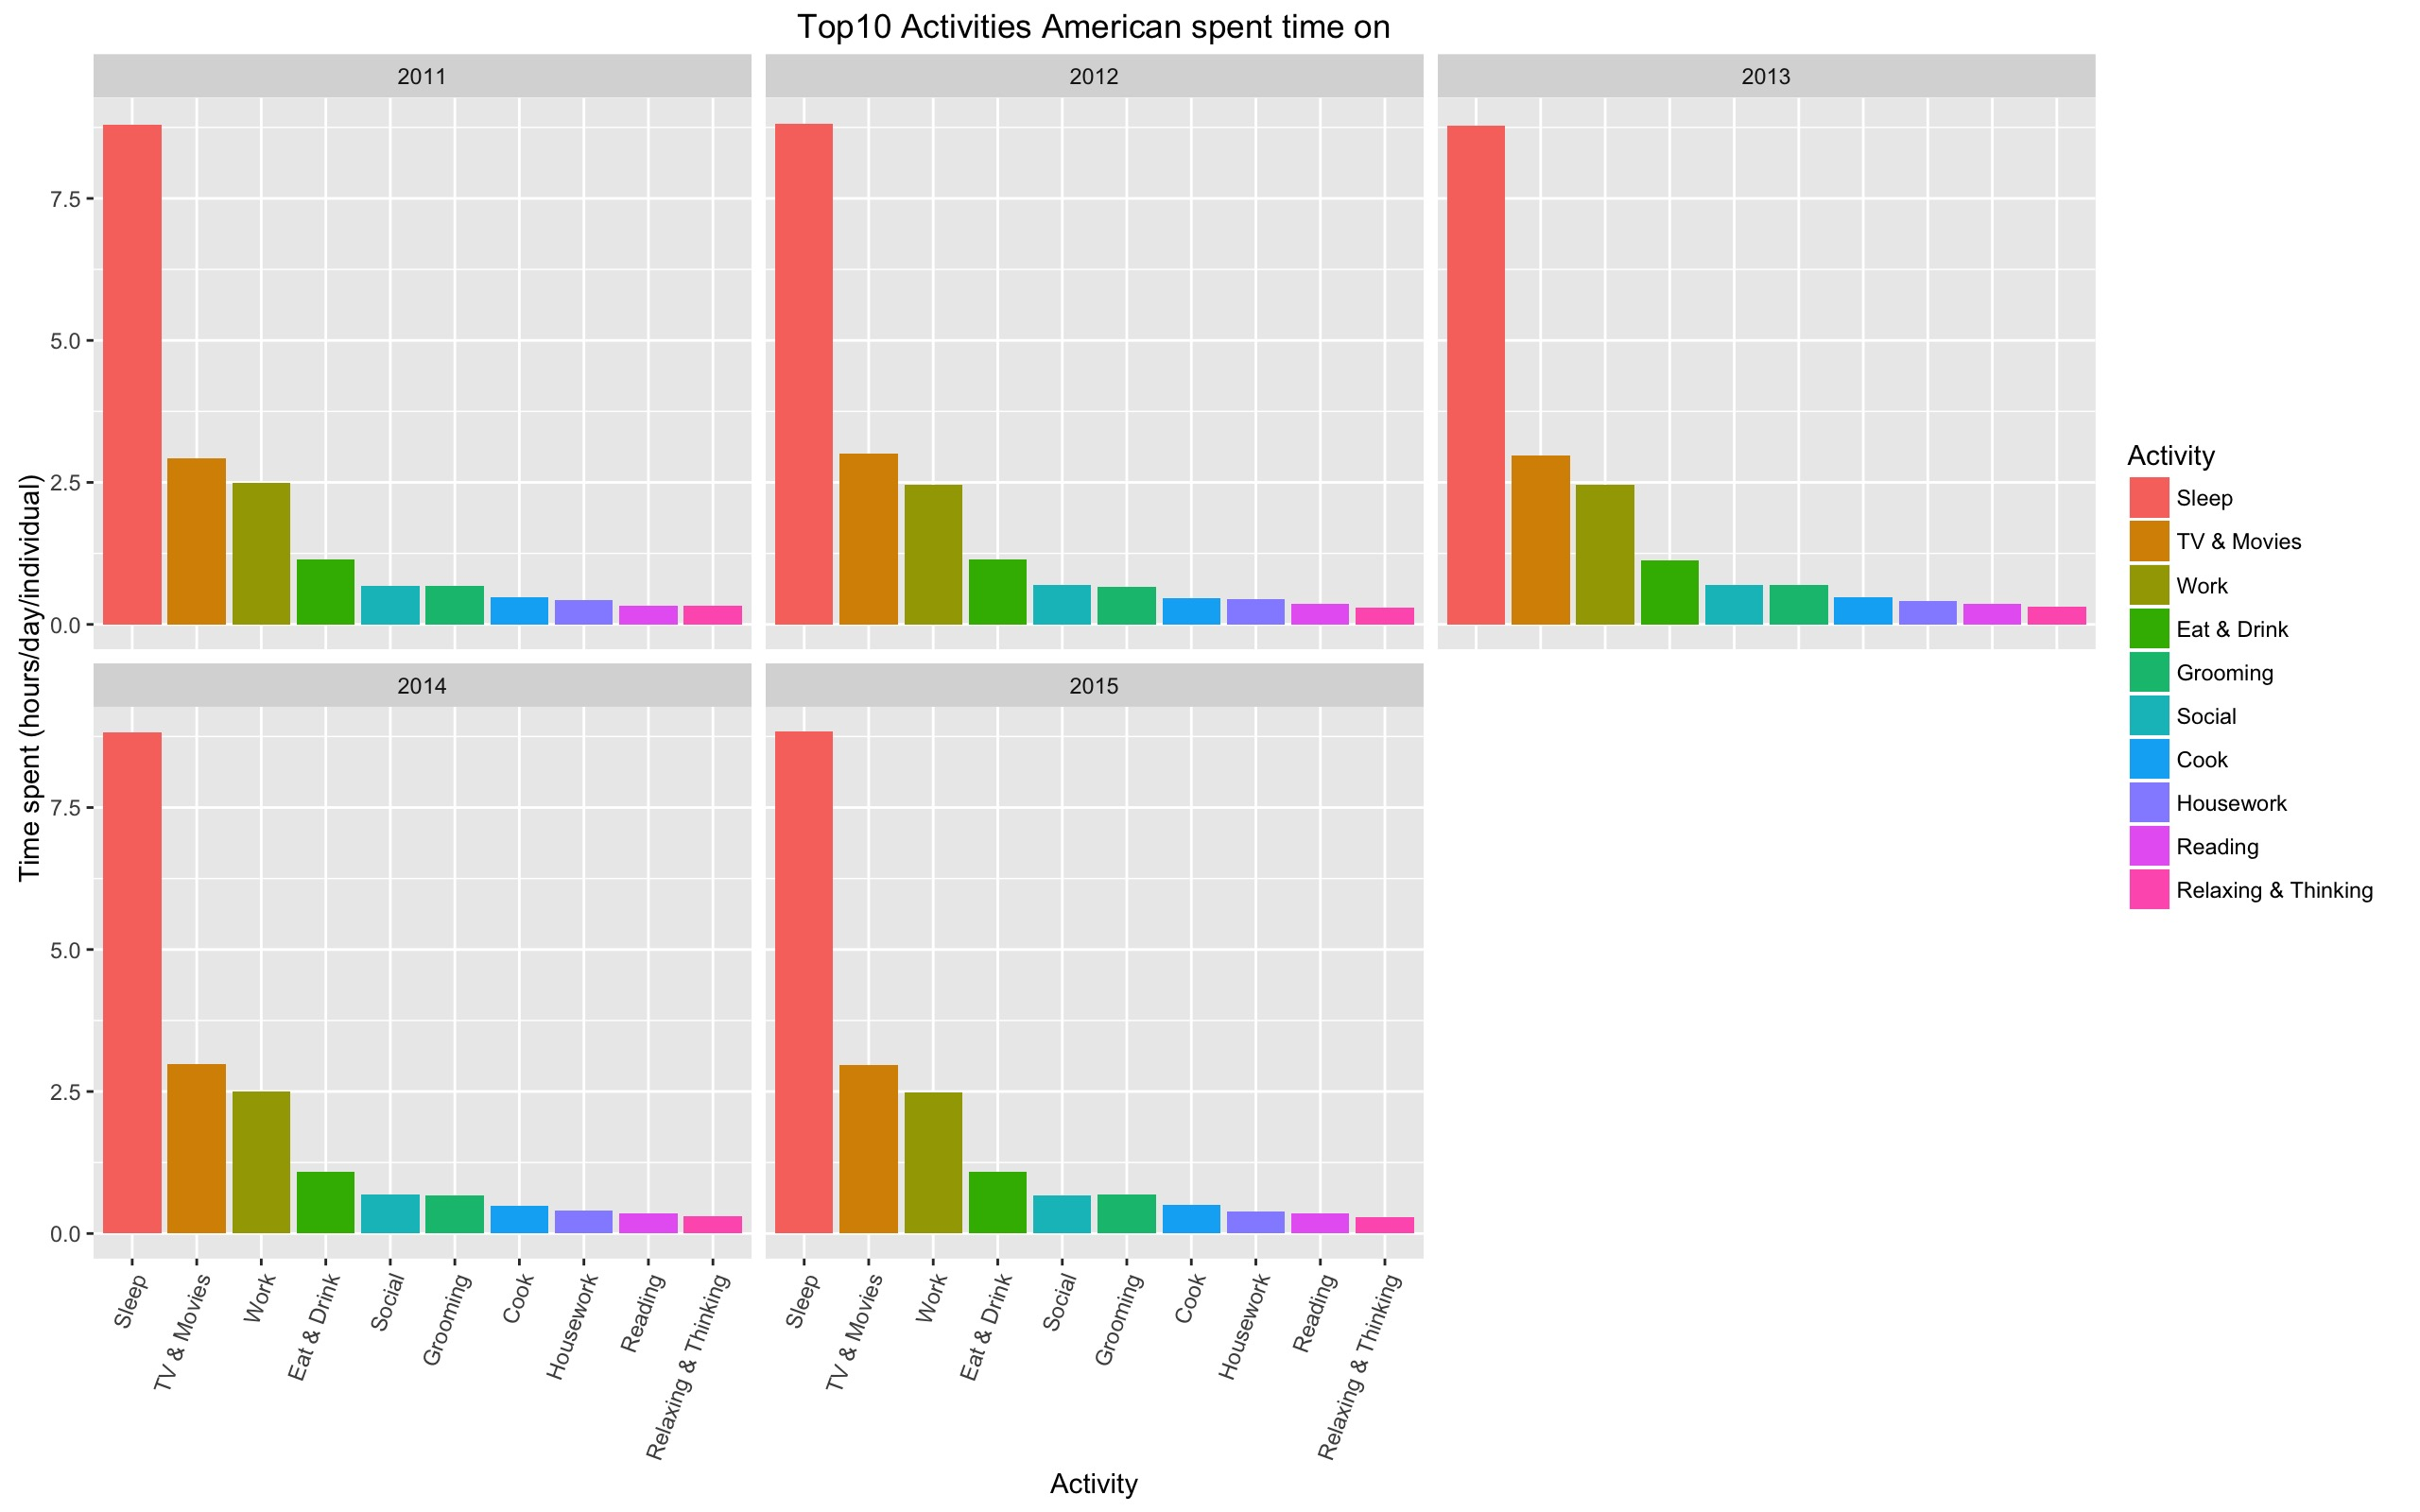 Top10 Activities American spent time on
2011
2012
2013
7.5
5.0
2.5
0.0
2014
2015
7.5
5.0
2.5
0.0
Time spent (hours/day/individual)
Sleep
TV & Movies
Work
Eat & Drink
Social
Grooming
Cook
Housework
Reading
Relaxing & Thinking
Sleep
TV & Movies
Work
Eat & Drink
Social
Grooming
Cook
Housework
Reading
Relaxing & Thinking
Activity
Activity
Sleep
TV & Movies
Work
Eat & Drink
Grooming
Social
Cook
Housework
Reading
Relaxing & Thinking